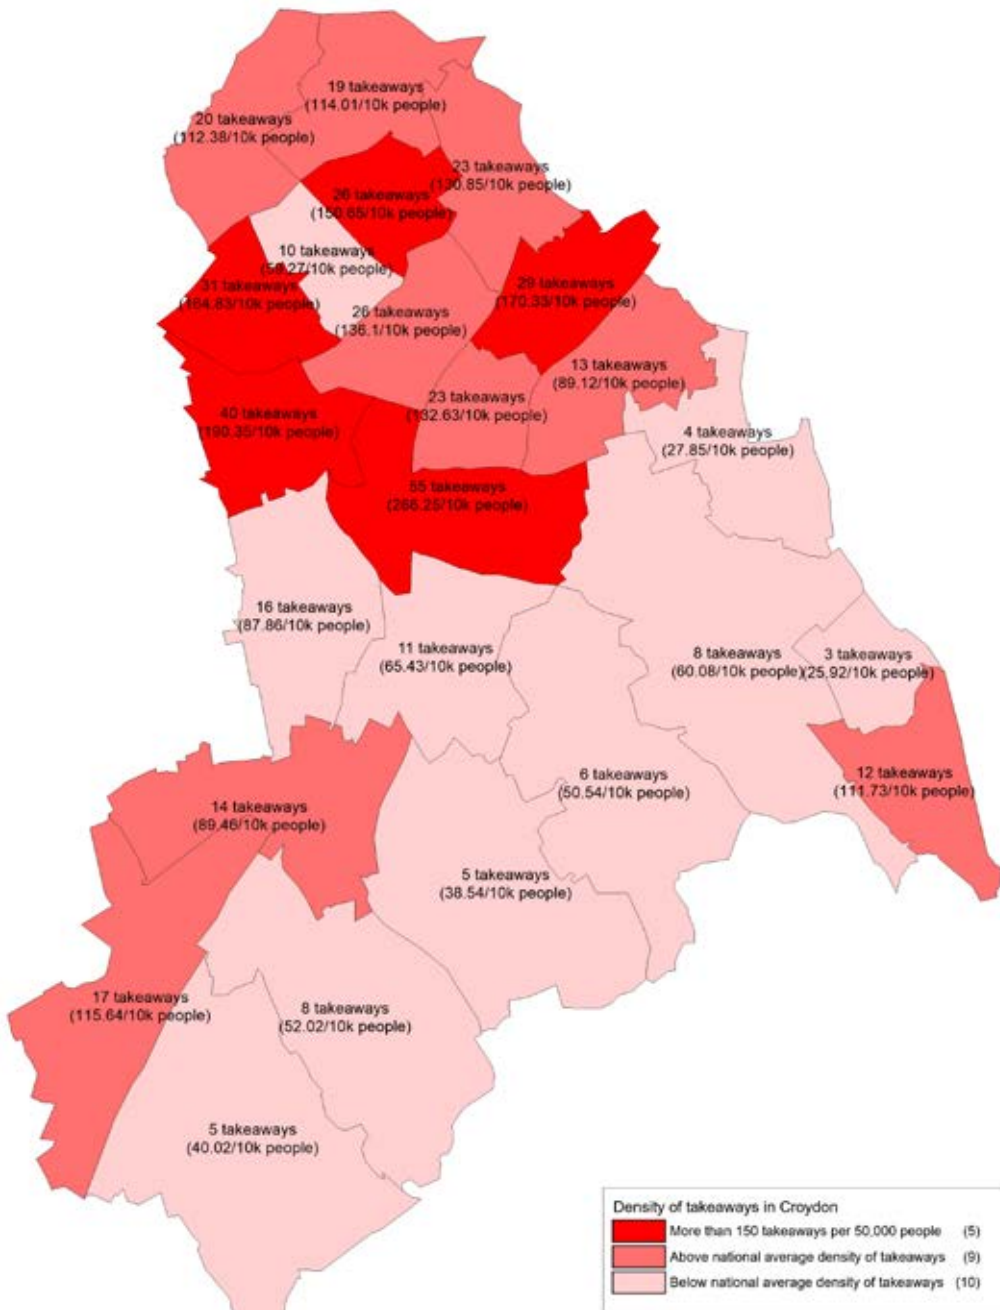 19 takeaways
(114.01/10k people)
20 takeaways
(112.38/10k people)
23 takeaways
(130.85/10k people)
26 takeaways
(150.65/10k people)
10 takeaways
/10k people)
31 takeaways
(164.83/10k people)
29 takeaways
(170.33/10k people)
26 takeaways
(136.1/10k people)
13 takeaways
(89.12/10k people)
23 takeaways
(132.63/10k people)
40 takeaways
(190.35/10k people)
4 takeaways
(27.85/10k people)
55 takeaways
(266.25/10k people)
16 takeaways
(87.86/10k people)
11 takeaways
(65.43/10k people)
8 takeaways
(60.08/10k people)
3 takeaways
(25.92/10k people)
6 takeaways
(50.54/10k people)
12 takeaways
(111.73/10k people)
14 takeaways
(89.46/10k people)
5 takeaways
(38.54/10k people)
17 takeaways
(115.64/10k people)
8 takeaways
(52.02/10k people)
5 takeaways
(40.02/10k people)
Density of takeaways in Croydon
More than 150 takeaways per 50,000 people (5)
Above national average density of takeaways (9)
Below national average density of takeaways (10)